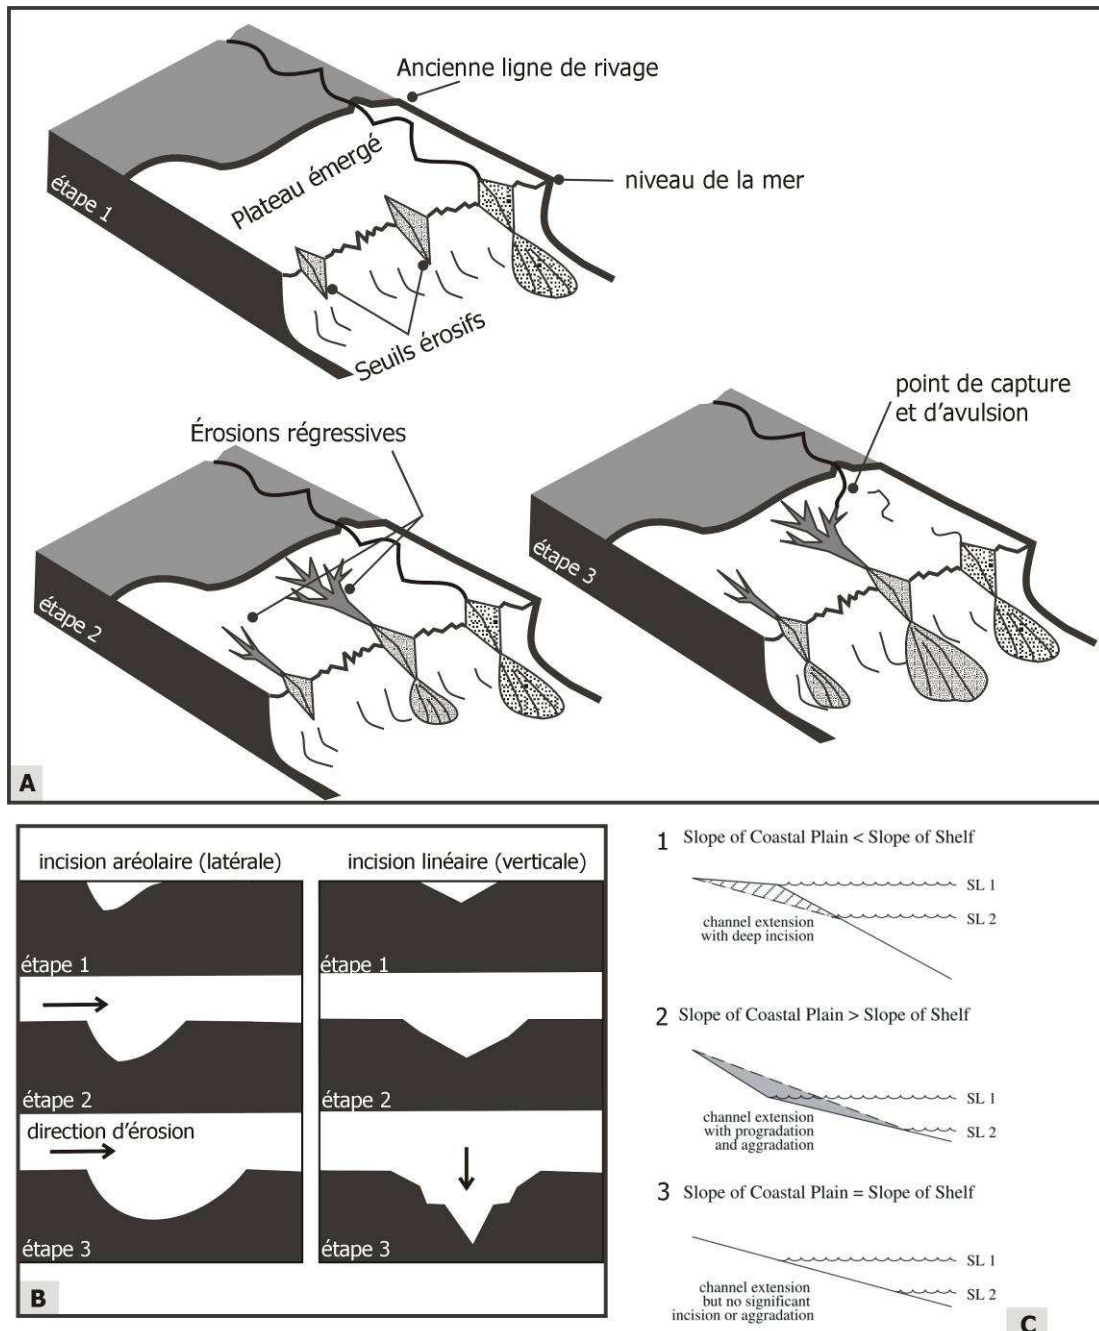 Ancienne ligne de rivage
Plateau émergé
niveau de la mer
étape 1
Seuils érosifs
Érosions régressives
point de capture
et d'avulsion
étape 2
étape 3
A
incision aréolaire (latérale)
étape 1
étape 2
direction d'érosion
étape 3
incision linéaire (verticale)
étape 1
étape 2
étape 3
B
1 Slope of Coastal Plain < Slope of Shelf
SL 1
SL 2
channel extension
with deep incision
2 Slope of Coastal Plain > Slope of Shelf
SL 1
SL 2
channel extension
with progradation
and aggradation
3 Slope of Coastal Plain = Slope of Shelf
SL 1
SL 2
channel extension
but no significant
incision or aggradation
C